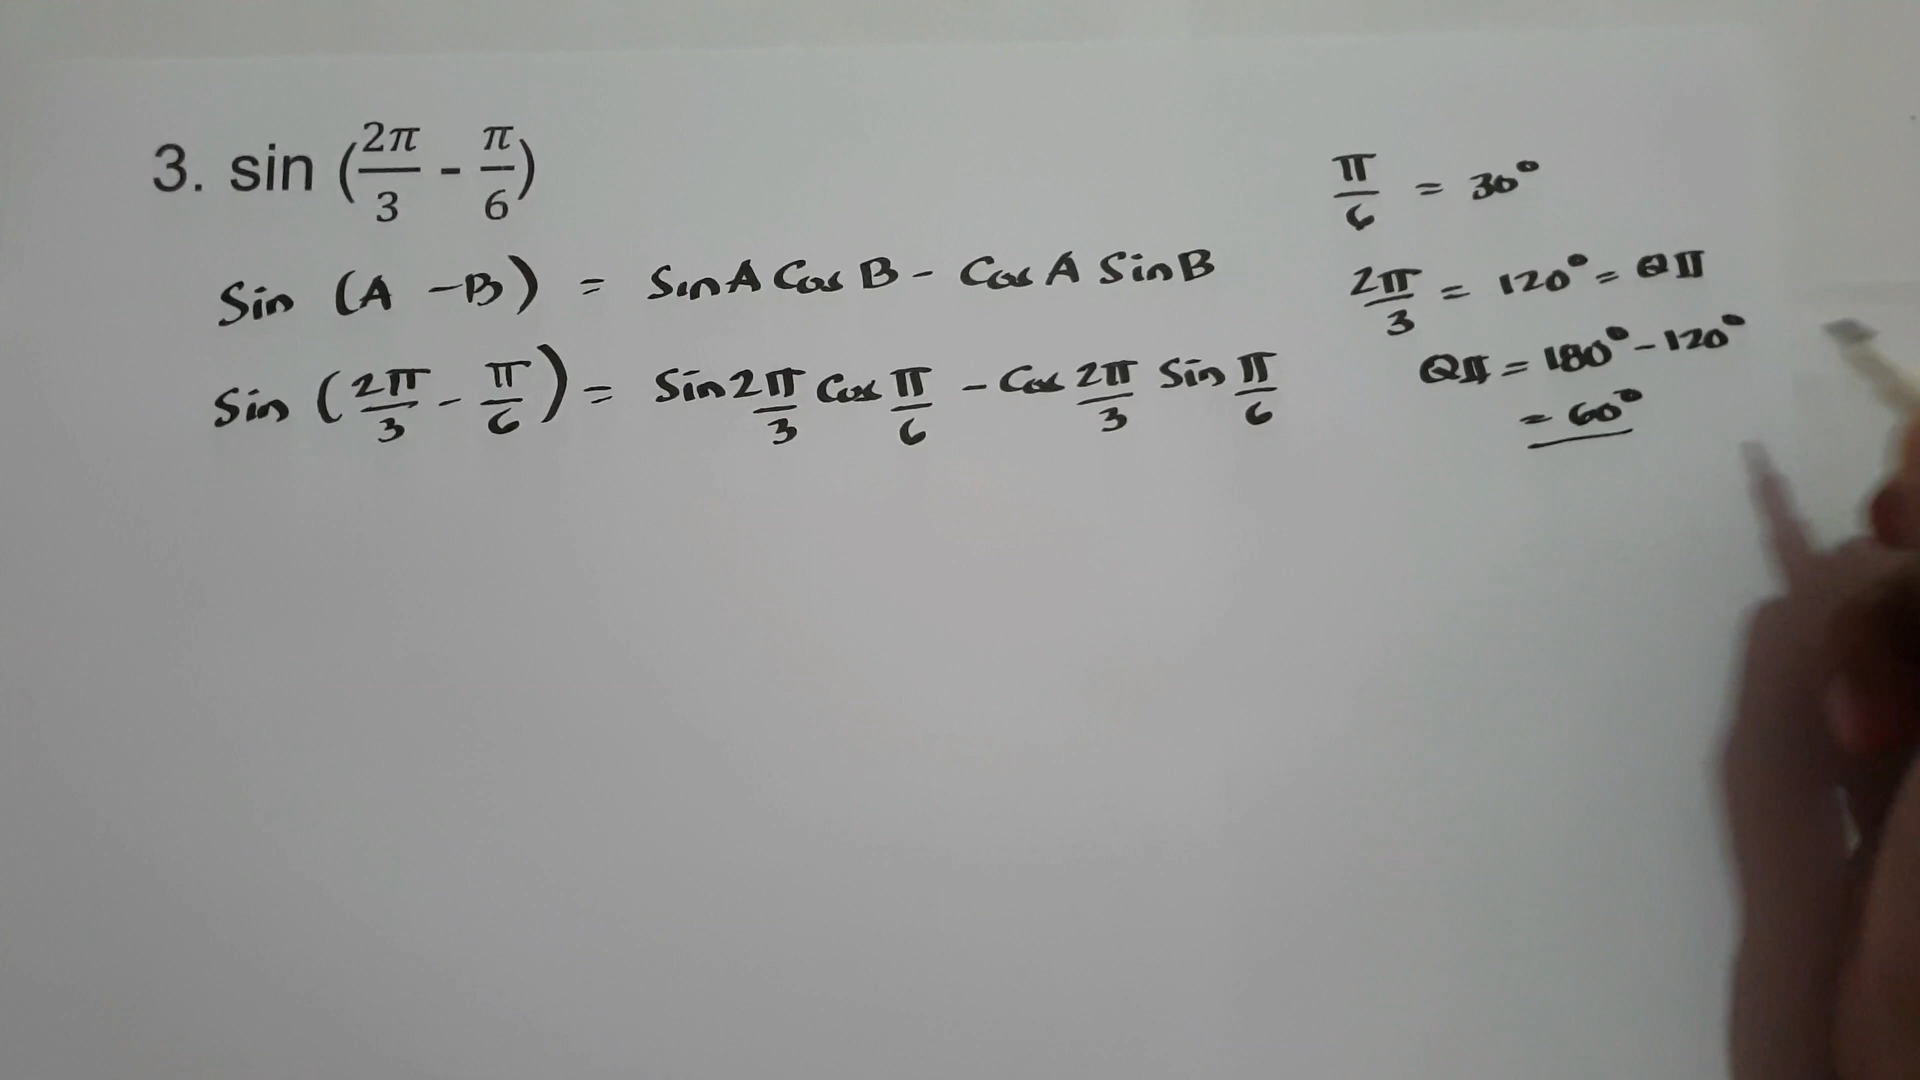 3. sin (2π/3 - π/6)
Sin (A - B) = Sin A Cos B - Cos A Sin B
Sin (2π/3 - π/6) = Sin 2π/3 Cos π/6 - Cos 2π/3 Sin π/6
π/6 = 30°
2π/3 = 120° = QII
QII = 180° - 120°
= 60°